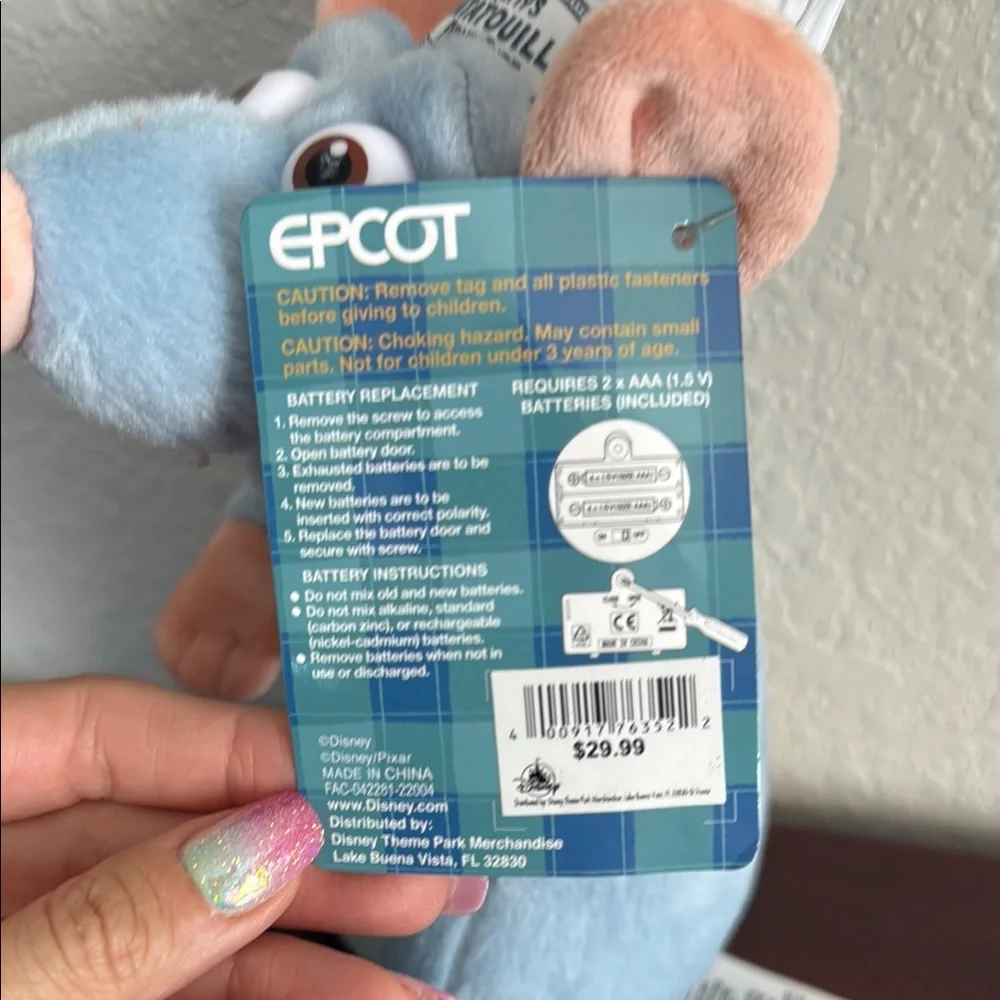 EPCOT
CAUTION: Remove tag and all plastic fasteners
before giving to children.
CAUTION: Choking hazard. May contain small
parts. Not for children under 3 years of age.
BATTERY REPLACEMENT
1. Remove the screw to access
the battery compartment.
2. Open battery door.
3. Exhausted batteries are to be
removed.
4. New batteries are to be
inserted with correct polarity.
5. Replace the battery door and
secure with screw.
REQUIRES 2 x AAA (1.5 V)
BATTERIES (INCLUDED)
OFF
CE
BATTERY INSTRUCTIONS
● Do not mix old and new batteries.
● Do not mix alkaline, standard
(carbon zinc), or rechargeable
(nickel-cadmium) batteries.
● Remove batteries when not in
use or discharged.
4 00917 76352 2
$29.99
©Disney
©Disney/Pixar
MADE IN CHINA
FAC-042281-22004
www.Disney.com
Distributed by:
Disney Theme Park Merchandise
Lake Buena Vista, FL 32830